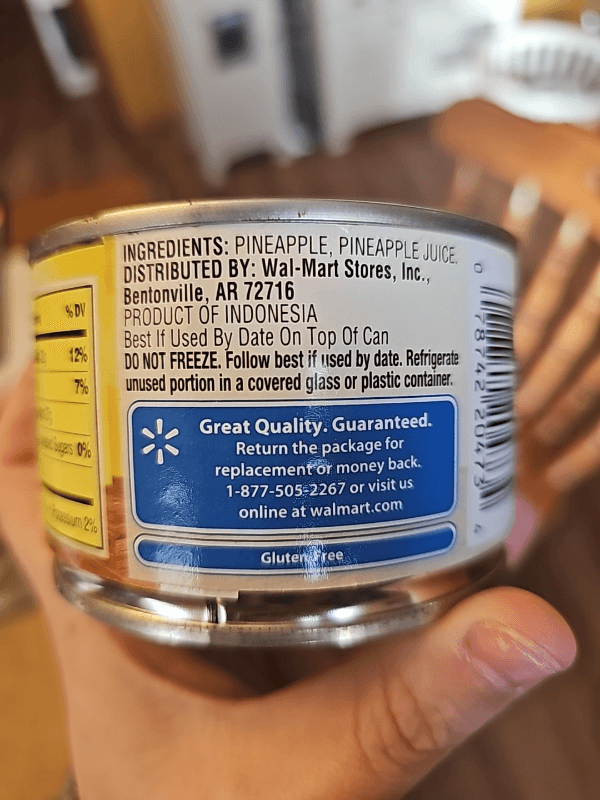 INGREDIENTS: PINEAPPLE, PINEAPPLE JUICE.
DISTRIBUTED BY: Wal-Mart Stores, Inc.,
Bentonville, AR 72716
PRODUCT OF INDONESIA
Best If Used By Date On Top Of Can
DO NOT FREEZE. Follow best if used by date. Refrigerate
unused portion in a covered glass or plastic container.
Great Quality. Guaranteed.
Return the package for
replacement or money back.
1-877-505-2267 or visit us
online at walmart.com
Gluten Free
% DV
12%
7%
Sugars 0%
Potassium 2%
0 78742 20473 4